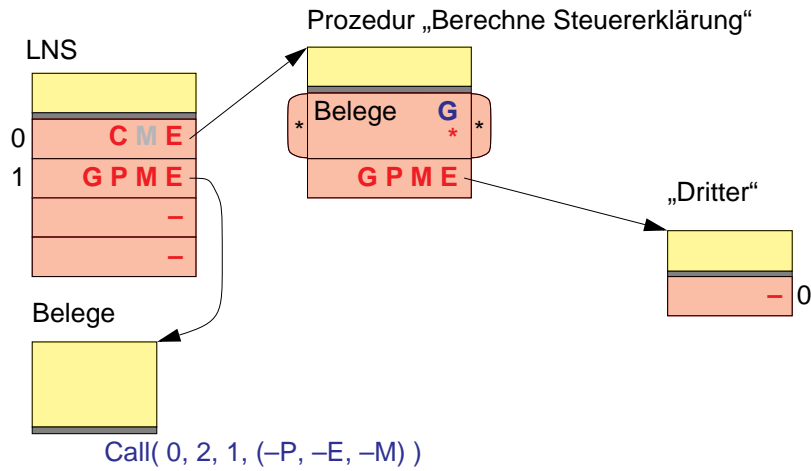 Prozedur „Berechne Steuererklärung“
LNS
Belege G
* * *
0 C M E
1 G P M E
G P M E
–
–
„Dritter“
– 0
Belege
Call( 0, 2, 1, (–P, –E, –M) )